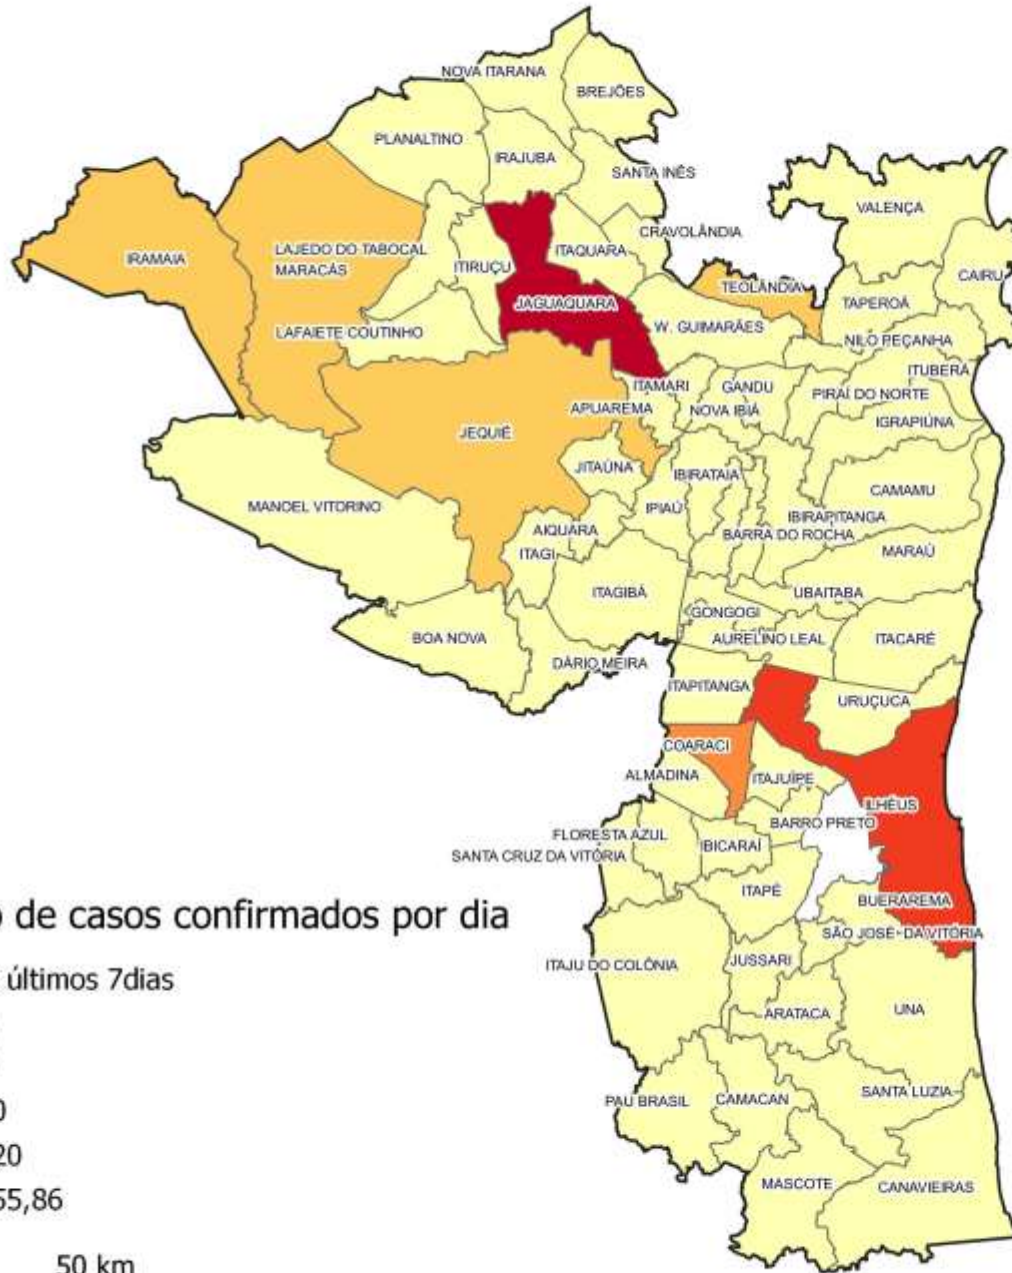 NOVA ITARANA
BREJÕES
PLANALTINO
IRAJUBA
SANTA INÊS
VALENÇA
CRAVOLÂNDIA
LAJEDO DO TABOCAL
ITAQUARA
IRAMAIA
MARACÁS
ITIRUÇU
CAIRU
TEOLÂNDIA
JAGUAQUARA
TAPEROÁ
LAFAIETE COUTINHO
W. GUIMARÃES
NILO PEÇANHA
ITUBERÁ
ITAMARI
GANDU
PIRAÍ DO NORTE
APUAREMA
NOVA IBIÁ
IGRAPIÚNA
JEQUIÉ
JITAÚNA
IBIRATAIA
CAMAMU
MANOEL VITORINO
IPIAÚ
IBIRAPITANGA
AIQUARA
BARRA DO ROCHA
ITAGI
MARAÚ
ITAGIBÁ
UBAITABA
GONGOGI
BOA NOVA
AURELINO LEAL
ITACARÉ
DÁRIO MEIRA
ITAPITANGA
URUÇUCA
COARACI
ALMADINA
ITAJUÍPE
ILHÉUS
BARRO PRETO
FLORESTA AZUL
IBICARAÍ
SANTA CRUZ DA VITÓRIA
ITAPÉ
BUERAREMA
de casos confirmados por dia
SÃO JOSÉ DA VITÓRIA
ITAJU DO COLÔNIA
JUSSARI
últimos 7dias
ARATACA
UNA
SANTA LUZIA
PAU BRASIL
CAMACAN
20
55,86
MASCOTE
CANAVIEIRAS
50 km